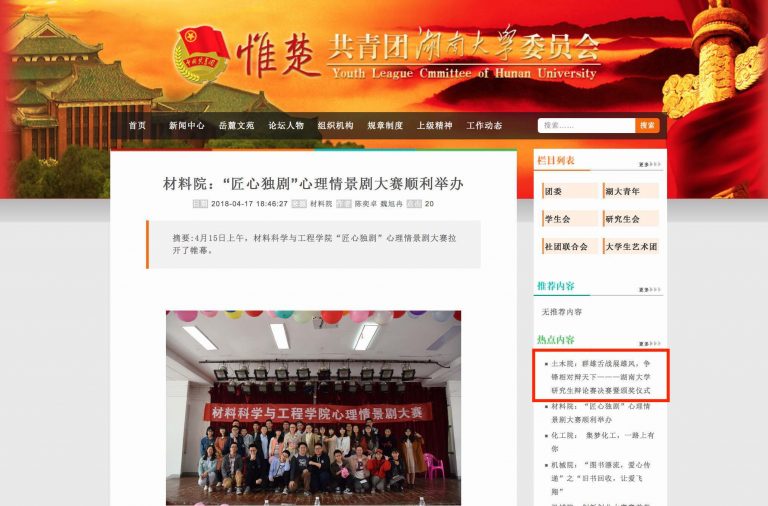 惟楚 共青团湖南大学委员会
Youth League Cmmittee of Hunan University
首页 新闻中心 岳麓文苑 论坛人物 组织机构 规章制度 上级精神 工作动态 搜索…… 搜索
材料院：“匠心独剧”心理情景剧大赛顺利举办
日期 2018-04-17 18:46:27 来源 材料院 作者 陈奕卓 魏旭冉 点击 20
摘要:4月15日上午，材料科学与工程学院“匠心独剧”心理情景剧大赛拉
开了帷幕。
材料科学与工程学院心理情景剧大赛
栏目列表 更多
团委 湖大青年
学生会 研究生会
社团联合会 大学生艺术团
推荐内容 更多
无推荐内容
热点内容 更多
土木院：群雄舌战展雄风，争
锋相对辩天下————湖南大学
研究生辩论赛决赛暨颁奖仪式
材料院：“匠心独剧”心理情
景剧大赛顺利举办
化工院： 集梦化工，一路上有
你
机械院：“图书漂流，爱心传
递”之“旧书回收，让爱飞
翔”